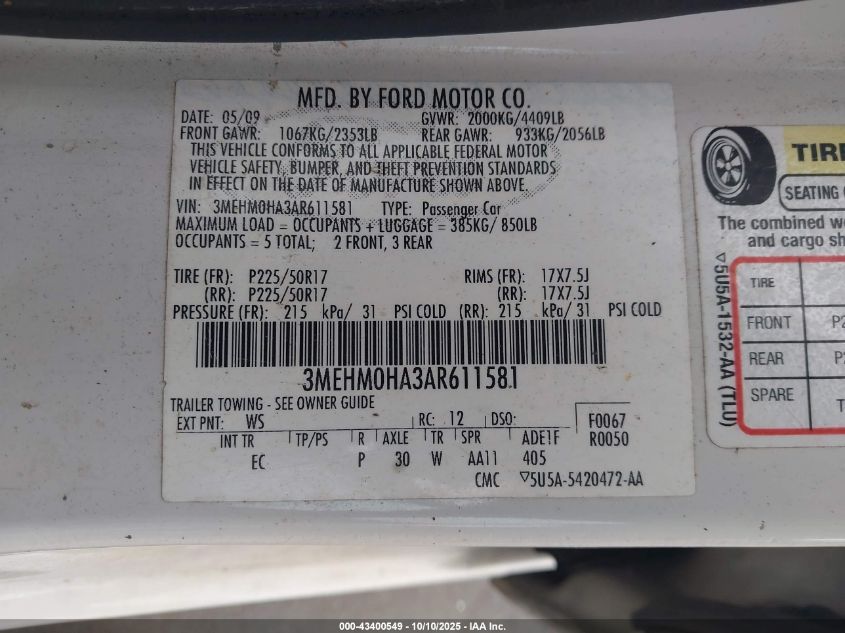 MFD. BY FORD MOTOR CO.
DATE: 05/09 GVWR: 2000KG/4409LB
FRONT GAWR: 1067KG/2353LB REAR GAWR: 933KG/2056LB
THIS VEHICLE CONFORMS TO ALL APPLICABLE FEDERAL MOTOR
VEHICLE SAFETY, BUMPER, AND THEFT PREVENTION STANDARDS
IN EFFECT ON THE DATE OF MANUFACTURE SHOWN ABOVE.
VIN: 3MEHM0HA3AR611581 TYPE: Passenger Car
MAXIMUM LOAD = OCCUPANTS + LUGGAGE = 385KG/ 850LB
OCCUPANTS = 5 TOTAL; 2 FRONT, 3 REAR
TIRE (FR): P225/50R17 RIMS (FR): 17X7.5J
(RR): P225/50R17 (RR): 17X7.5J
PRESSURE (FR): 215 kPa/ 31 PSI COLD (RR): 215 kPa/ 31 PSI COLD
3MEHM0HA3AR611581
TRAILER TOWING - SEE OWNER GUIDE
EXT PNT: WS RC: 12 DSO: F0067
INT TR TP/PS R AXLE TR SPR ADE1F R0050
EC P 30 W AA11 405
CMC ▽5U5A-5420472-AA
TIRE
SEATING
The combined
and cargo
TIRE
FRONT
REAR
SPARE
▽5U5A-1532-AA (TLU)
000-43400549 - 10/10/2025 - IAA Inc.